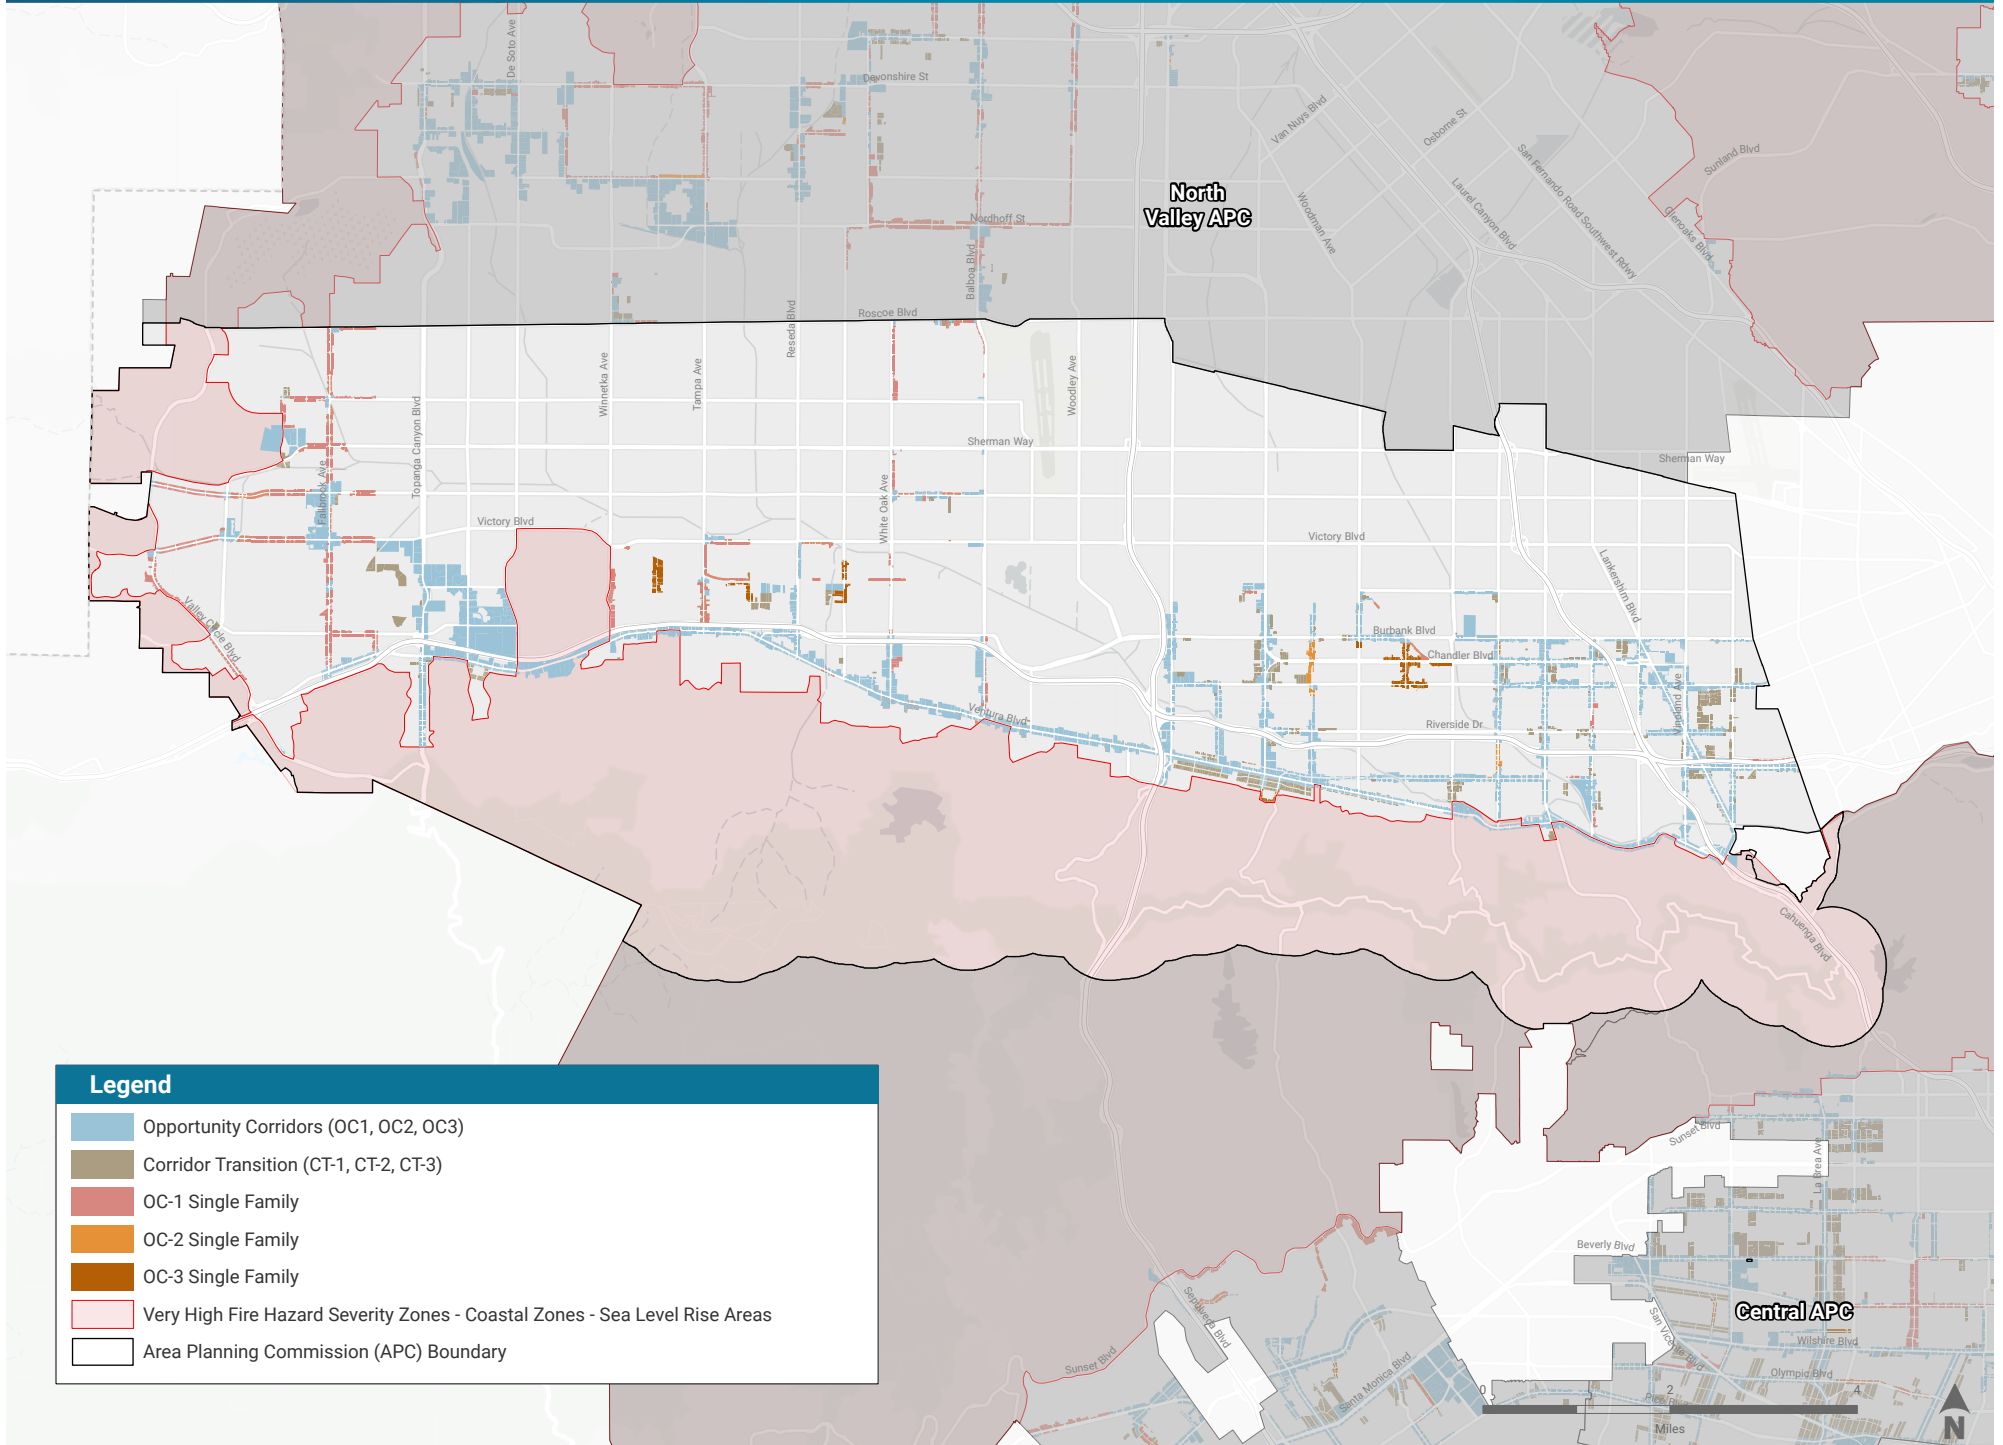 De Soto Ave
Devonshire St
Van Nuys Blvd
Osborne St
San Fernando Road Southwest Rdwy
Sunland Blvd
Laurel Canyon Blvd
Woodman Ave
Glenoaks Blvd
North
Valley APC
Nordhoff St
Balboa Blvd
Reseda Blvd
Roscoe Blvd
Winnetka Ave
Tampa Ave
Woodley Ave
Topanga Canyon Blvd
Sherman Way
Sherman Way
Fallbrook Ave
White Oak Ave
Victory Blvd
Victory Blvd
Lankershim Blvd
Valley Circle Blvd
Burbank Blvd
Chandler Blvd
Vineland Ave
Ventura Blvd
Riverside Dr
Cahuenga Blvd
Legend
Opportunity Corridors (OC1, OC2, OC3)
Corridor Transition (CT-1, CT-2, CT-3)
OC-1 Single Family
OC-2 Single Family
OC-3 Single Family
Very High Fire Hazard Severity Zones - Coastal Zones - Sea Level Rise Areas
Area Planning Commission (APC) Boundary
Sunset Blvd
La Brea Ave
Beverly Blvd
Central APC
San Vicente Blvd
Wilshire Blvd
Sepulveda Blvd
Sunset Blvd
Santa Monica Blvd
Olympic Blvd
0
2
4
Miles
N